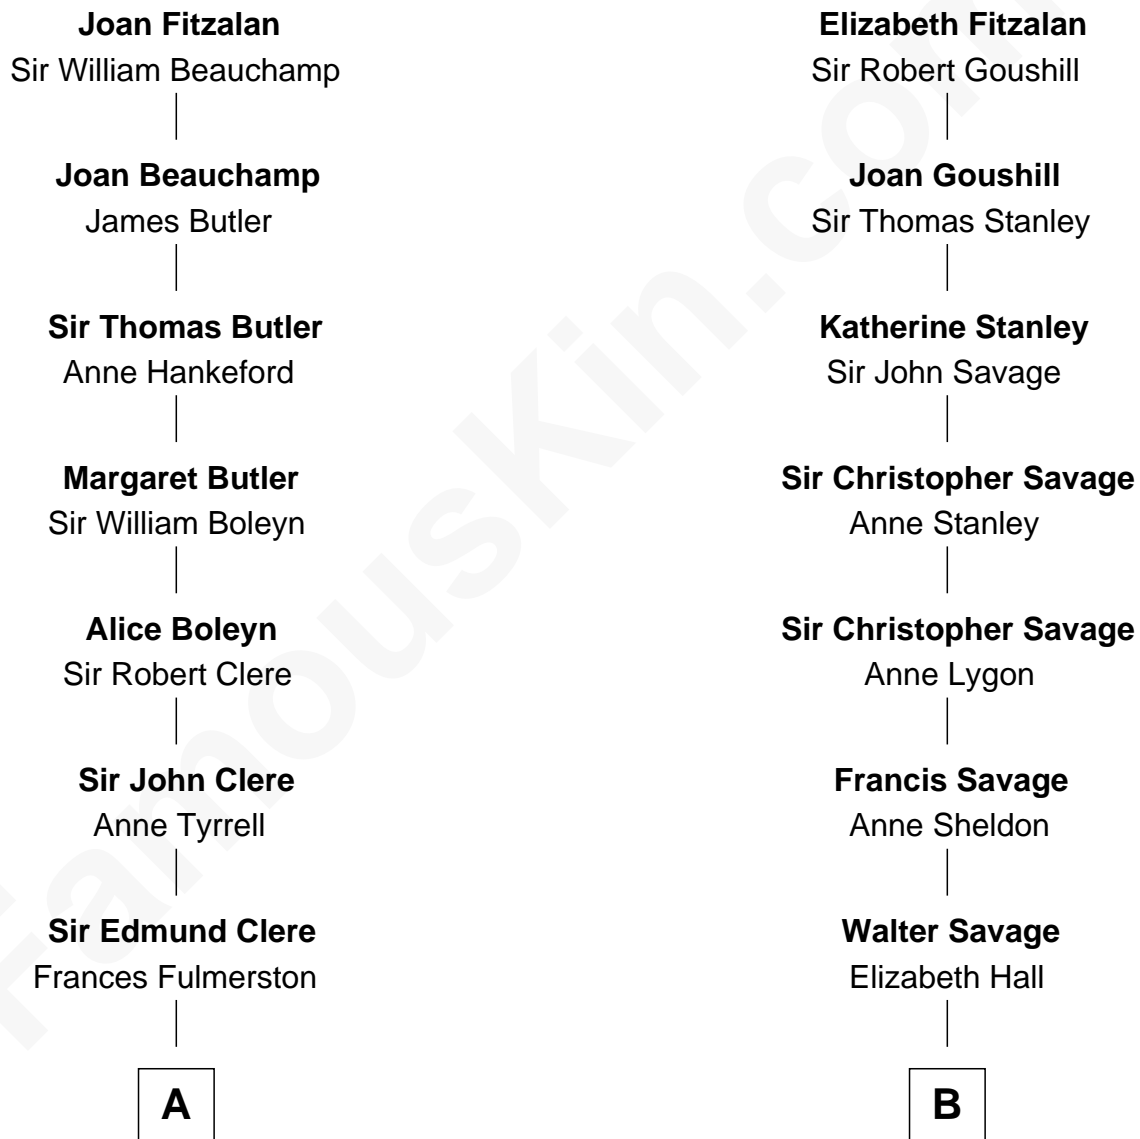 Joan Fitzalan
Sir William Beauchamp
Joan Beauchamp
James Butler
Sir Thomas Butler
Anne Hankeford
Margaret Butler
Sir William Boleyn
Alice Boleyn
Sir Robert Clere
Sir John Clere
Anne Tyrrell
Sir Edmund Clere
Frances Fulmerston
A
Elizabeth Fitzalan
Sir Robert Goushill
Joan Goushill
Sir Thomas Stanley
Katherine Stanley
Sir John Savage
Sir Christopher Savage
Anne Stanley
Sir Christopher Savage
Anne Lygon
Francis Savage
Anne Sheldon
Walter Savage
Elizabeth Hall
B
FamousKin.com